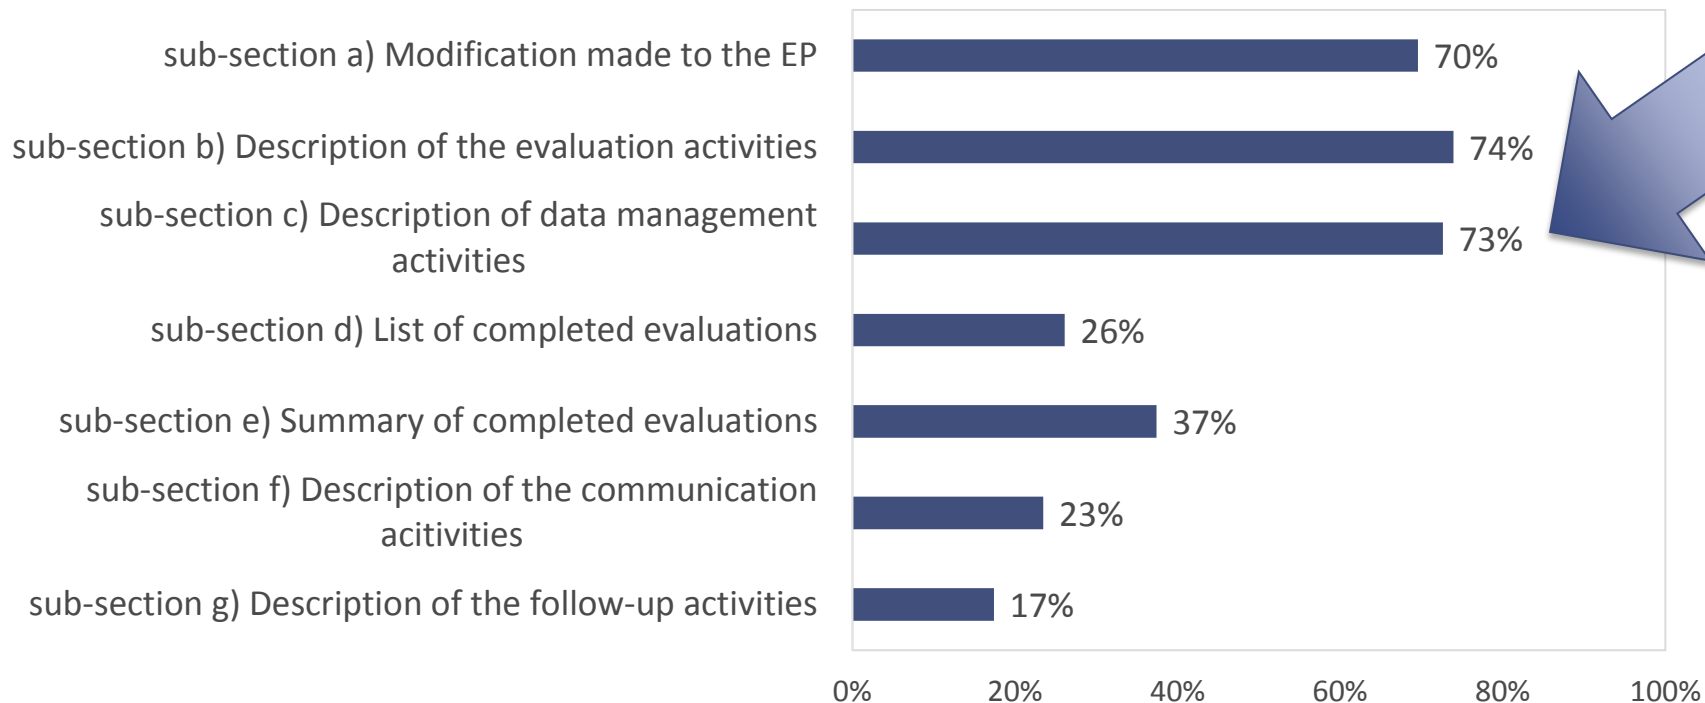 sub-section a) Modification made to the EP
70%
sub-section b) Description of the evaluation activities
74%
sub-section c) Description of data management
activities
73%
sub-section d) List of completed evaluations
26%
sub-section e) Summary of completed evaluations
37%
sub-section f) Description of the communication
acitivities
23%
sub-section g) Description of the follow-up activities
17%
0% 20% 40% 60% 80% 100%